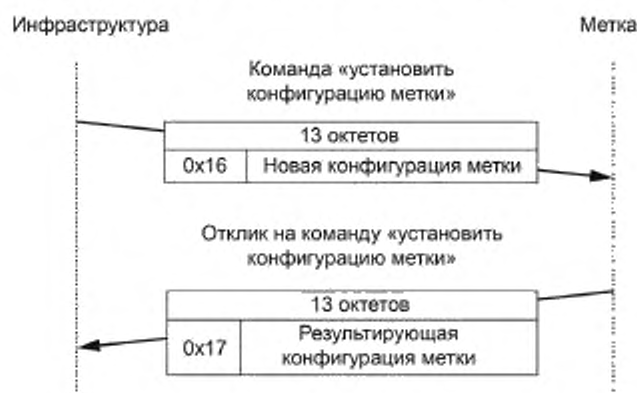 Инфраструктура
Метка
Команда «установить
конфигурацию метки»
13 октетов
0x16
Новая конфигурация метки
Отклик на команду «установить
конфигурацию метки»
13 октетов
0x17
Результирующая
конфигурация метки